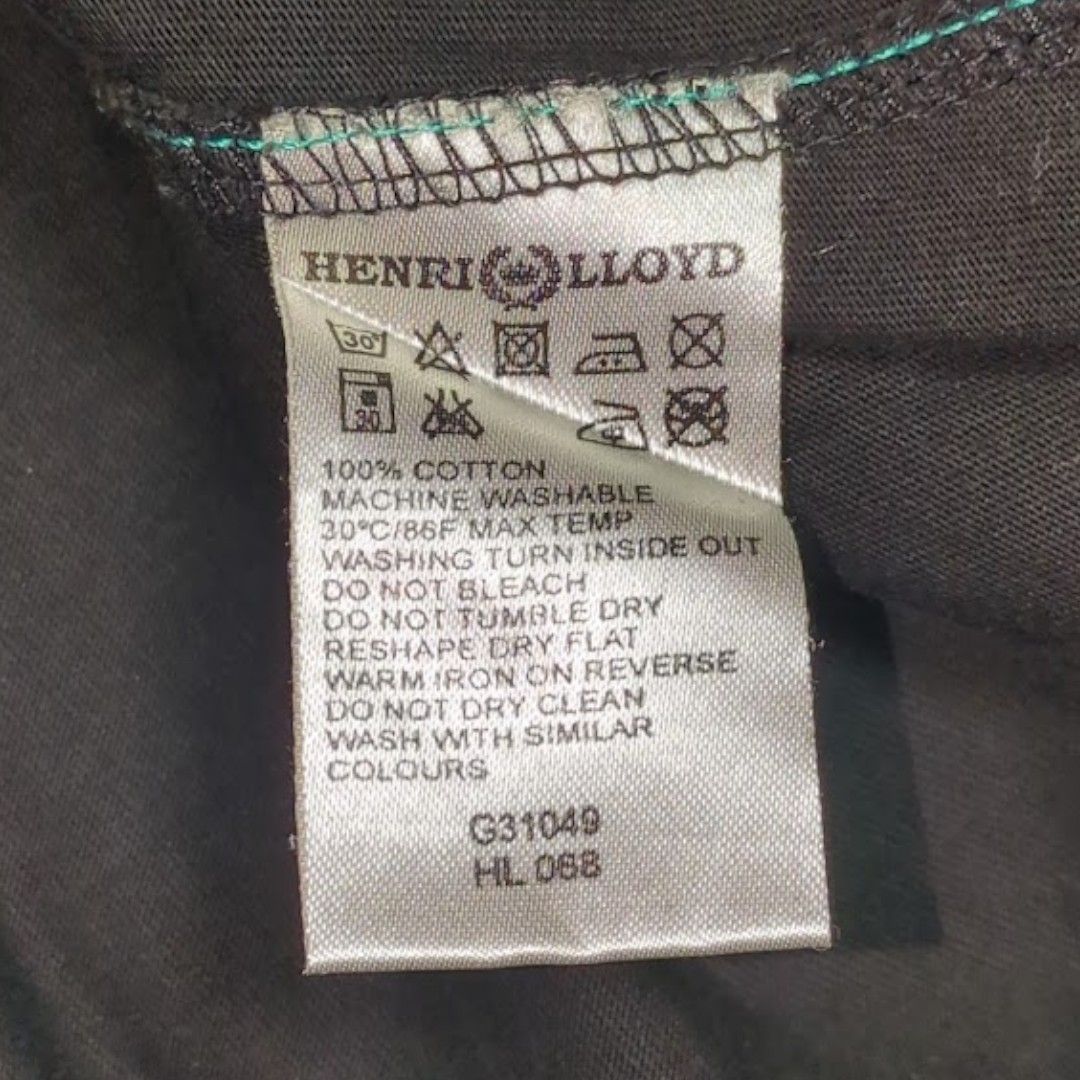 HENRI LLOYD
30°
30
100% COTTON
MACHINE WASHABLE
30°C/86F MAX TEMP
WASHING TURN INSIDE OUT
DO NOT BLEACH
DO NOT TUMBLE DRY
RESHAPE DRY FLAT
WARM IRON ON REVERSE
DO NOT DRY CLEAN
WASH WITH SIMILAR
COLOURS
G31049
HL 068